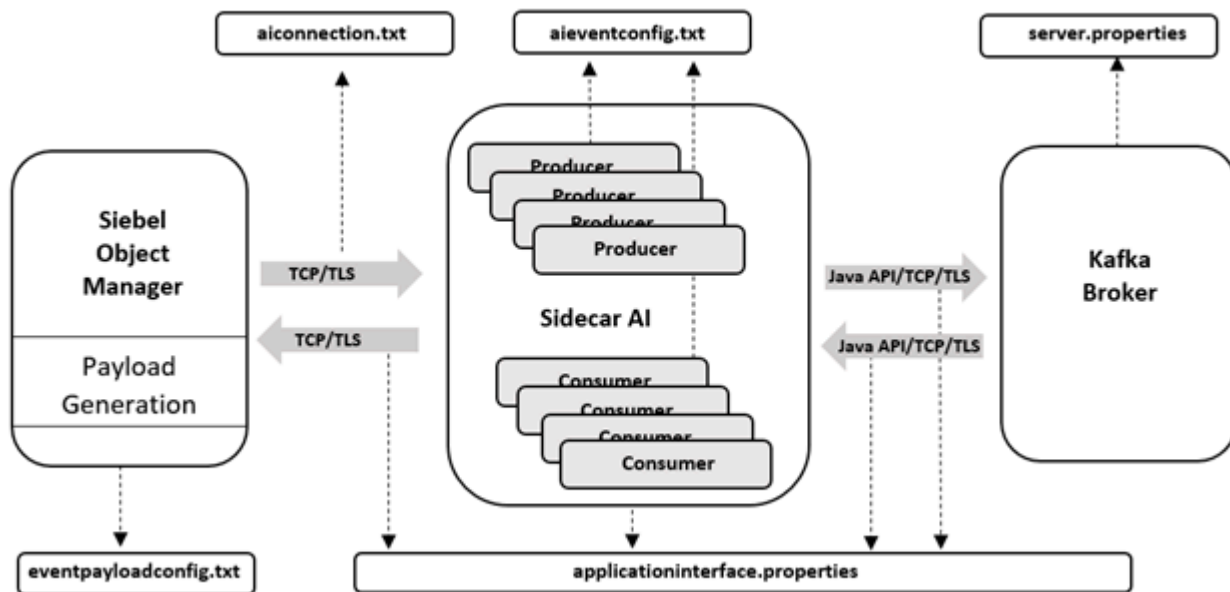 aiconnection.txt
aieventconfig.txt
server.properties
Siebel
Object
Manager
Payload
Generation
TCP/TLS
TCP/TLS
Producer
Producer
Producer
Producer
Sidecar AI
Consumer
Consumer
Consumer
Consumer
Java API/TCP/TLS
Java API/TCP/TLS
Kafka
Broker
eventpayloadconfig.txt
applicationinterface.properties